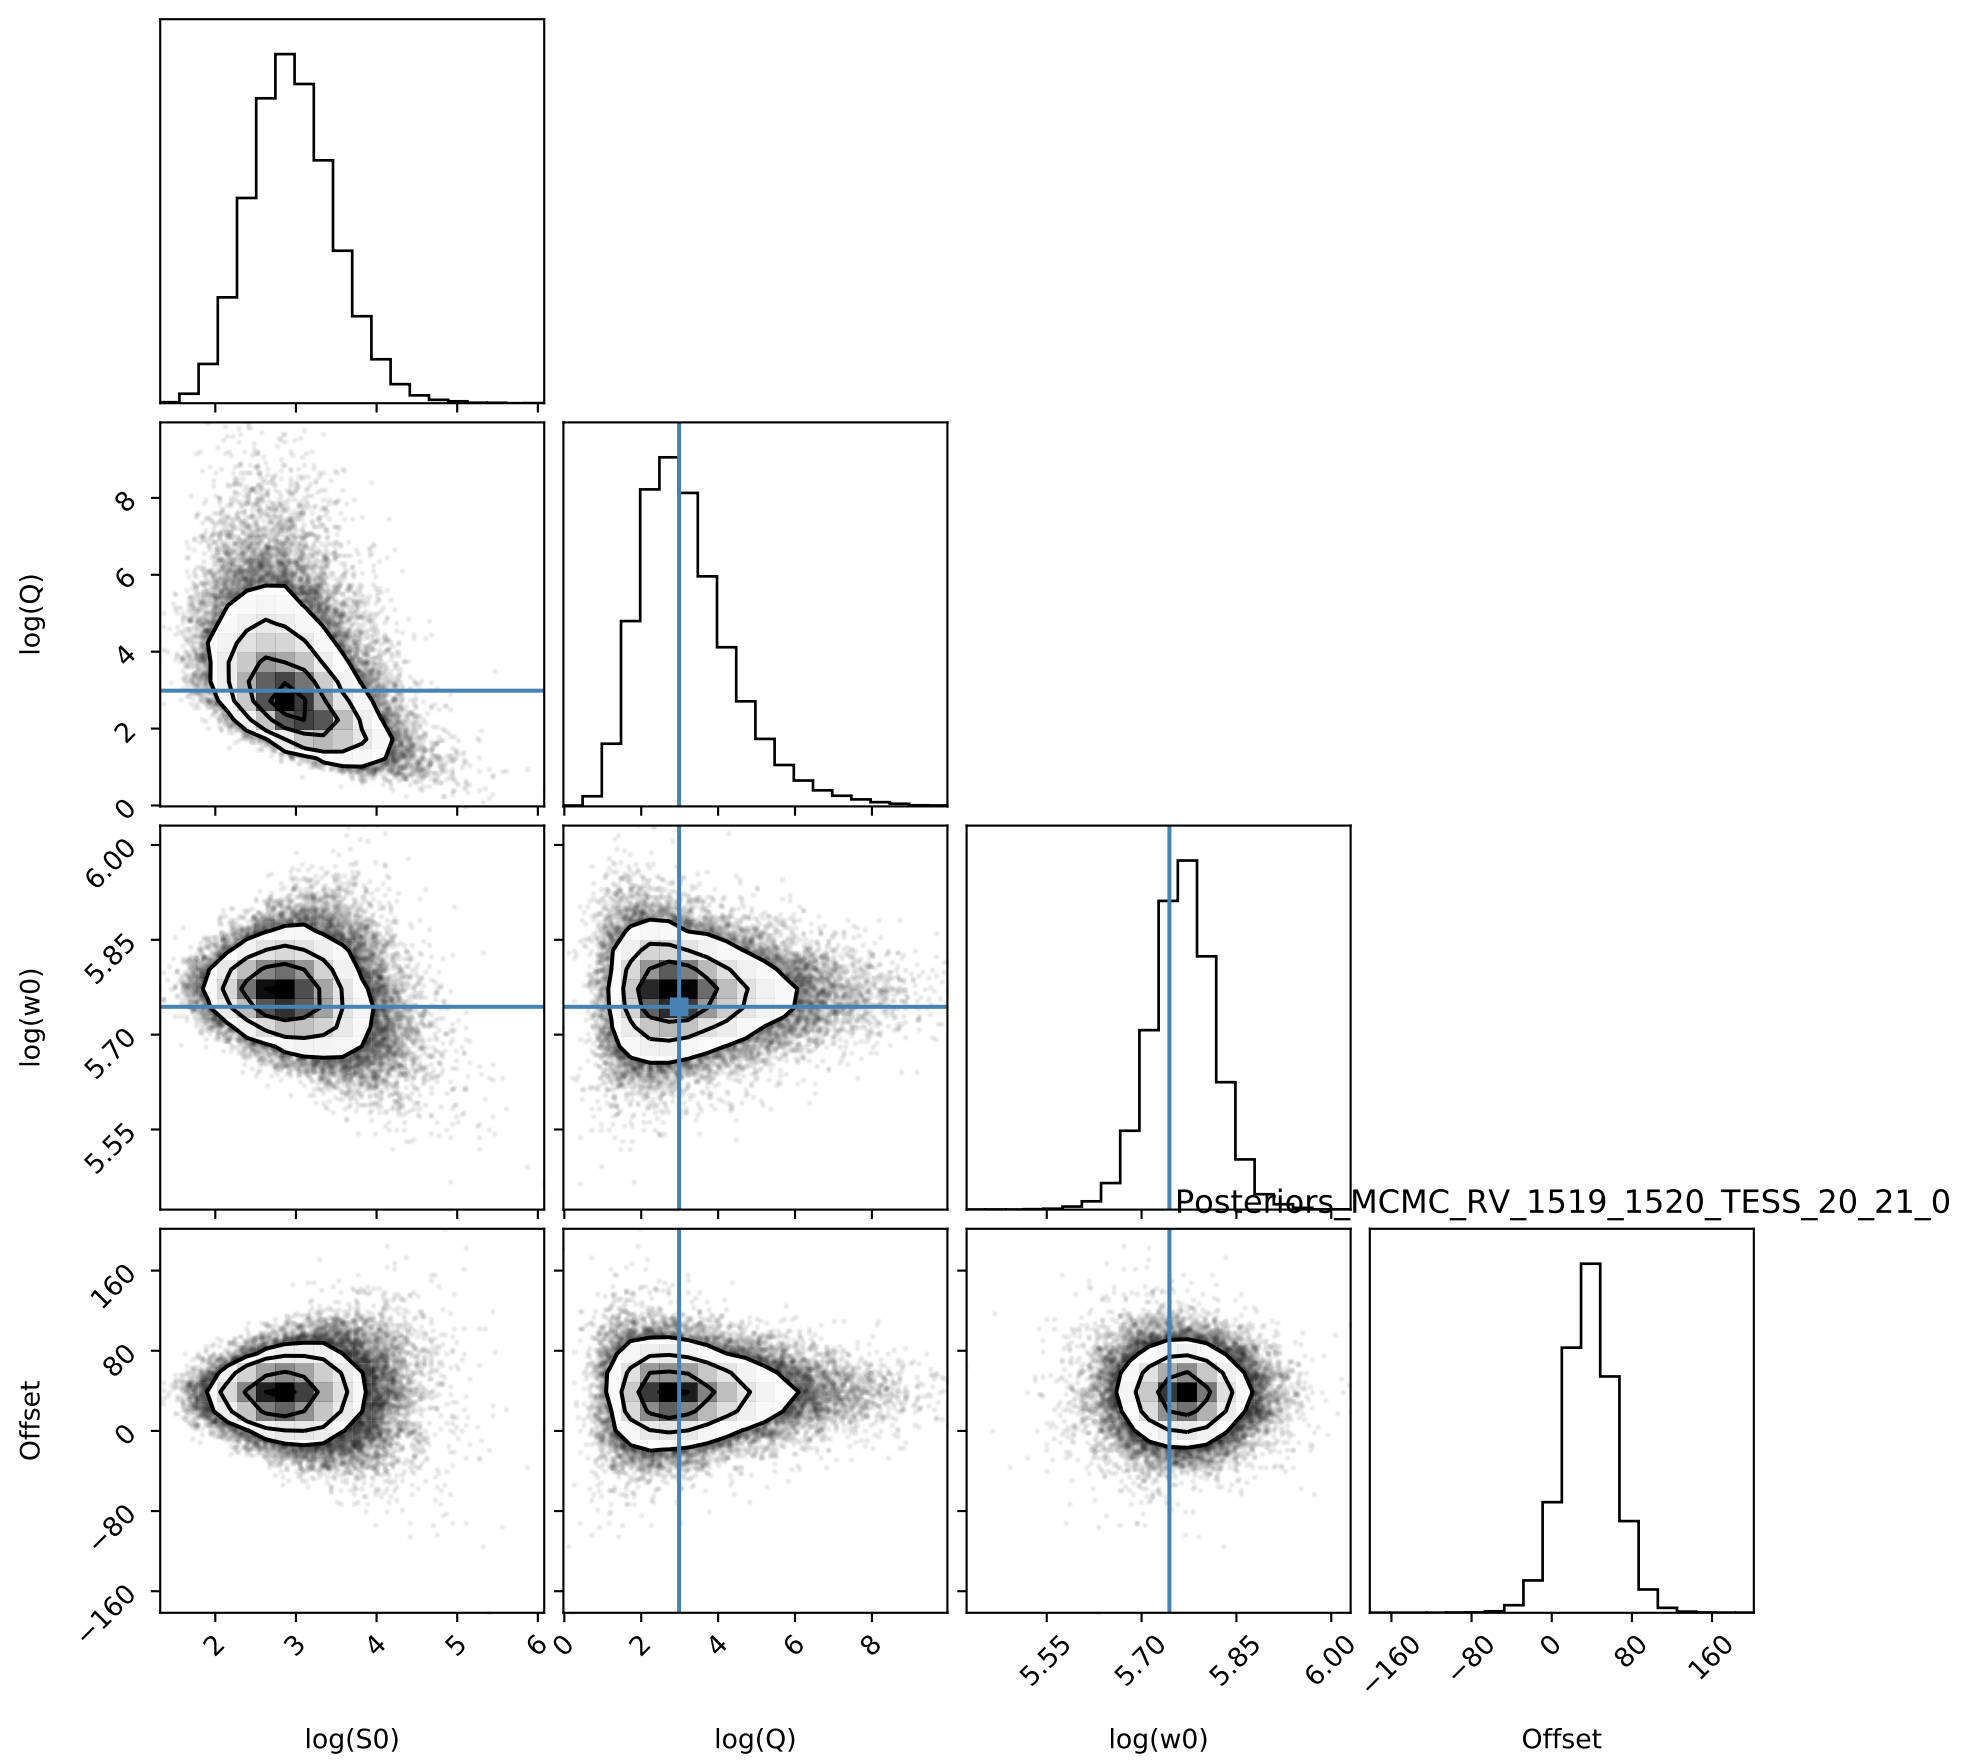 log(Q)
8
6
4
2
0
log(w0)
6.00
5.85
5.70
5.55
Posteriors_MCMC_RV_1519_1520_TESS_20_21_0
Offset
160
80
0
−80
−160
2 3 4 5 6
0 2 4 6 8
5.55 5.70 5.85 6.00
−160 −80 0 80 160
log(S0) log(Q) log(w0) Offset